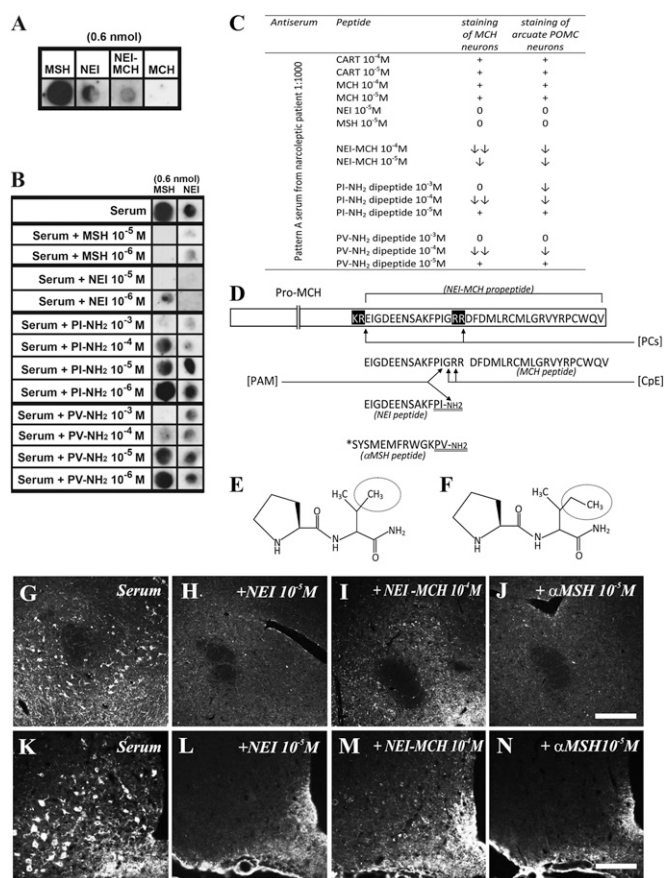 A
(0.6 nmol)
MSH NEI NEI-MCH MCH
B
(0.6 nmol)
MSH NEI
Serum
Serum + MSH 10⁻⁵ M
Serum + MSH 10⁻⁶ M
Serum + NEI 10⁻⁵ M
Serum + NEI 10⁻⁶ M
Serum + PI-NH₂ 10⁻³ M
Serum + PI-NH₂ 10⁻⁴ M
Serum + PI-NH₂ 10⁻⁵ M
Serum + PI-NH₂ 10⁻⁶ M
Serum + PV-NH₂ 10⁻³ M
Serum + PV-NH₂ 10⁻⁴ M
Serum + PV-NH₂ 10⁻⁵ M
Serum + PV-NH₂ 10⁻⁶ M
C
Antiserum Peptide staining of MCH neurons staining of arcuate POMC neurons
Pattern A serum from narcoleptic patient 1:1000
CART 10⁻⁴M + +
CART 10⁻⁵M + +
MCH 10⁻⁴M + +
MCH 10⁻⁵M + +
NEI 10⁻⁵M 0 0
MSH 10⁻⁵M 0 0
NEI-MCH 10⁻⁴M ↓↓ ↓
NEI-MCH 10⁻⁵M ↓ ↓
PI-NH₂ dipeptide 10⁻³M 0 ↓
PI-NH₂ dipeptide 10⁻⁴M ↓↓ ↓
PI-NH₂ dipeptide 10⁻⁵M + +
PV-NH₂ dipeptide 10⁻³M 0 0
PV-NH₂ dipeptide 10⁻⁴M ↓↓ ↓
PV-NH₂ dipeptide 10⁻⁵M + +
D
Pro-MCH
(NEI-MCH propeptide)
KREIGDEENSAKFPIGRRDFDMLRCMLGRVYRPCWQV
[PCs]
EIGDEENSAKFPIGRR DFDMLRCMLGRVYRPCWQV
(MCH peptide)
[PAM]
[CpE]
EIGDEENSAKFPI-NH2
(NEI peptide)
*SYSMEMFRWGKPV-NH2
(αMSH peptide)
E
H₃C CH₃
O
NH
N
H
NH₂
O
F
H₃C
CH₃
O
NH
N
H
NH₂
O
G Serum
H +NEI 10⁻⁵M
I + NEI -MCH 10⁻⁴M
J + αMSH 10⁻⁵M
K Serum
L +NEI 10⁻⁵M
M + NEI-MCH 10⁻⁴M
N + αMSH10⁻⁵M